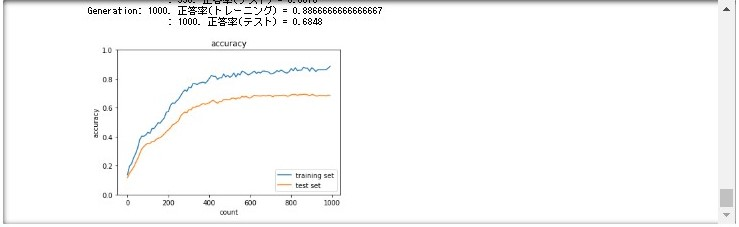 Generation: 1000. 正答率(トレーニング) = 0.8866666666666667
: 1000. 正答率(テスト) = 0.6848
accuracy
1.0
0.8
0.6
0.4
0.2
0.0
accuracy
0 200 400 600 800 1000
count
training set
test set